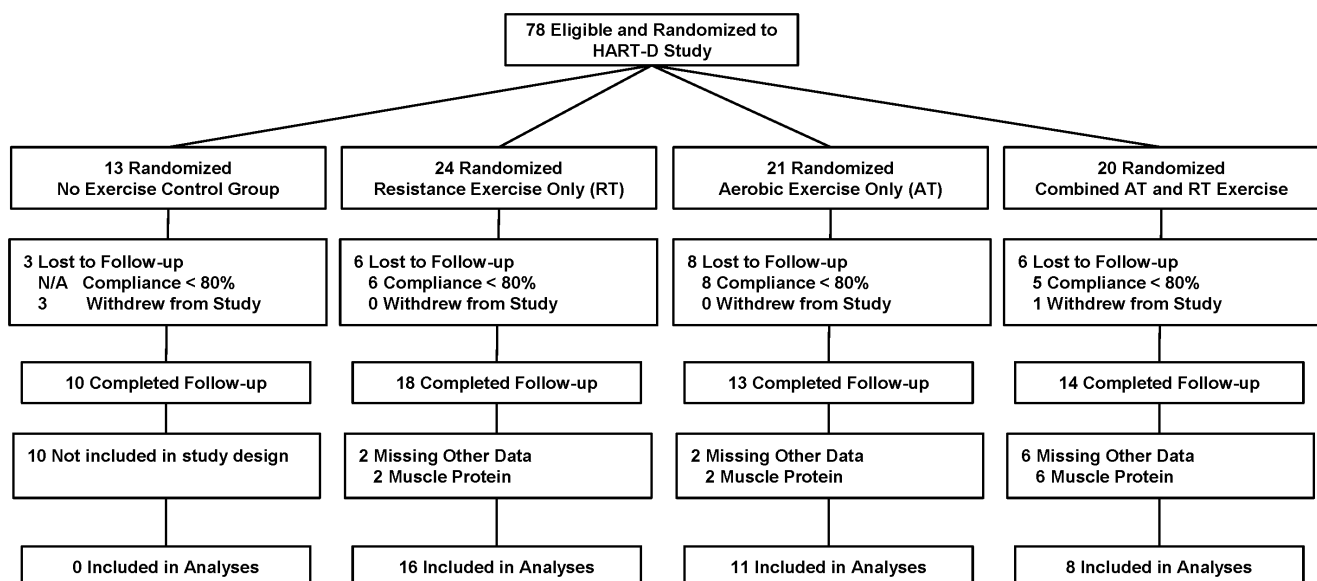 78 Eligible and Randomized to
HART-D Study
13 Randomized
No Exercise Control Group
24 Randomized
Resistance Exercise Only (RT)
21 Randomized
Aerobic Exercise Only (AT)
20 Randomized
Combined AT and RT Exercise
3 Lost to Follow-up
N/A Compliance < 80%
3 Withdrew from Study
6 Lost to Follow-up
6 Compliance < 80%
0 Withdrew from Study
8 Lost to Follow-up
8 Compliance < 80%
0 Withdrew from Study
6 Lost to Follow-up
5 Compliance < 80%
1 Withdrew from Study
10 Completed Follow-up
18 Completed Follow-up
13 Completed Follow-up
14 Completed Follow-up
10 Not included in study design
2 Missing Other Data
2 Muscle Protein
2 Missing Other Data
2 Muscle Protein
6 Missing Other Data
6 Muscle Protein
0 Included in Analyses
16 Included in Analyses
11 Included in Analyses
8 Included in Analyses